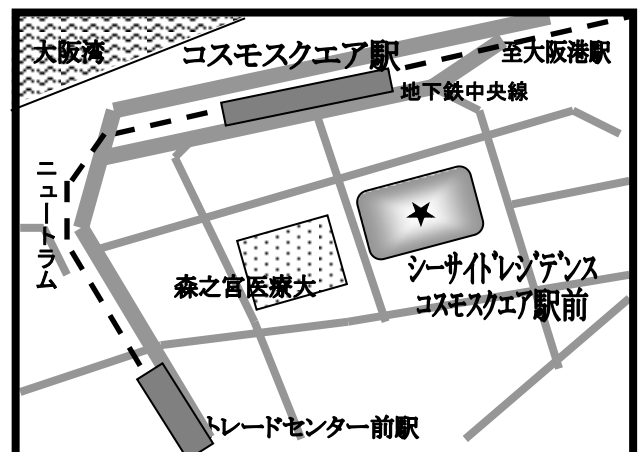 大阪湾
コスモスクエア駅
至大阪港駅
地下鉄中央線
ニュートラム
森之宮医療大
シーサイドレジデンス
コスモスクエア駅前
トレードセンター前駅